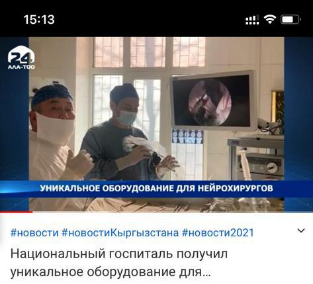 15:13
24
АЛА-ТОО
УНИКАЛЬНОЕ ОБОРУДОВАНИЕ ДЛЯ НЕЙРОХИРУРГОВ
#новости #новостиКыргызстана #новости2021
Национальный госпиталь получил
уникальное оборудование для...